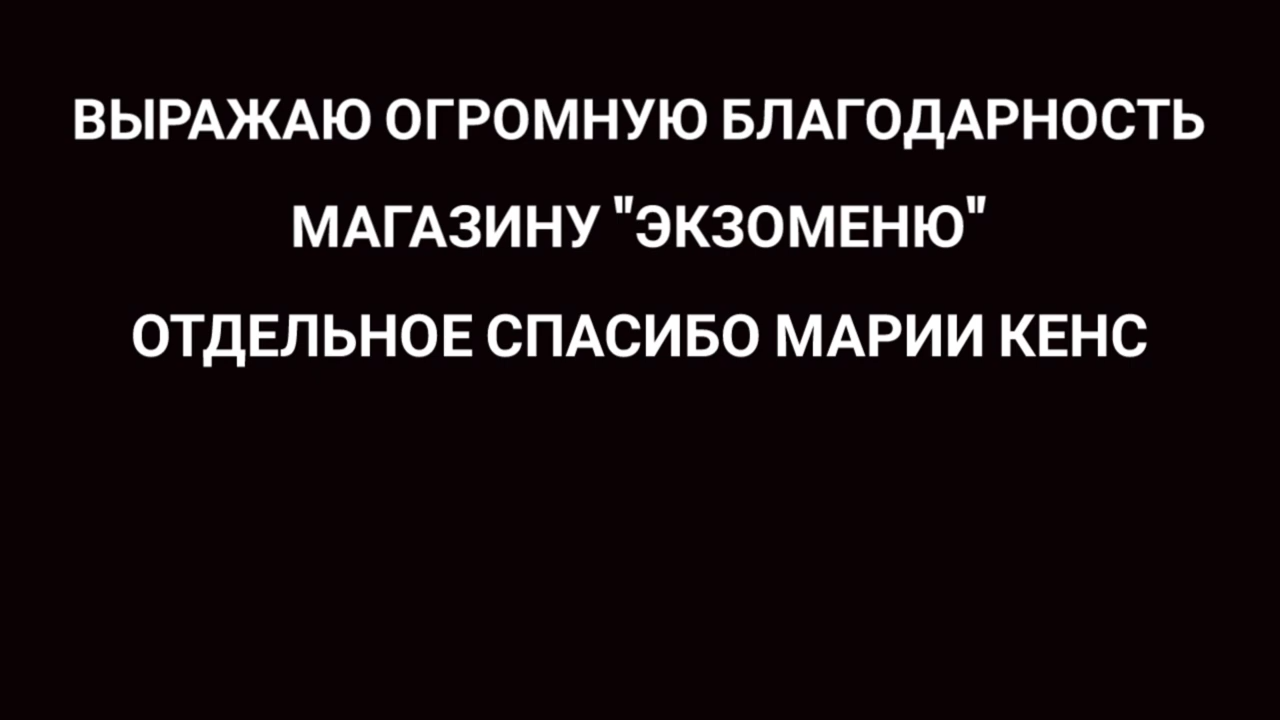 ВЫРАЖАЮ ОГРОМНУЮ БЛАГОДАРНОСТЬ
МАГАЗИНУ "ЭКЗОМЕНЮ"
ОТДЕЛЬНОЕ СПАСИБО МАРИИ КЕНС